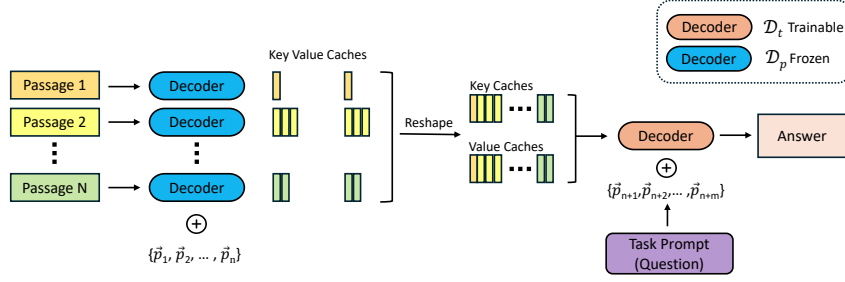 Decoder 𝒟t Trainable
Decoder 𝒟p Frozen
Key Value Caches
Passage 1
Decoder
Passage 2
Decoder
Passage N
Decoder
{p⃗1, p⃗2, ... , p⃗n}
Reshape
Key Caches
Value Caches
Decoder
Answer
{p⃗n+1,p⃗n+2,... ,p⃗n+m}
Task Prompt
(Question)